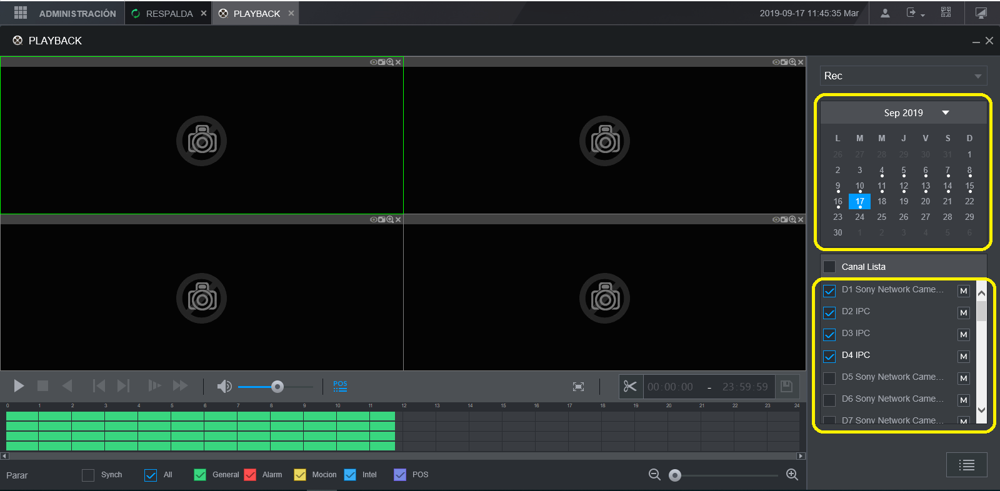 ADMINISTRACIÓN RESPALDA PLAYBACK 2019-09-17 11:45:35 Mar
PLAYBACK
Rec
Sep 2019
L M M J V S D
26 27 28 29 30 31 1
2 3 4 5 6 7 8
9 10 11 12 13 14 15
16 17 18 19 20 21 22
23 24 25 26 27 28 29
30 1 2 3 4 5 6
Canal Lista
D1 Sony Network Came... M
D2 IPC M
D3 IPC M
D4 IPC M
D5 Sony Network Came... M
D6 Sony Network Came... M
D7 Sony Network Came... M
POS 00:00:00 - 23:59:59
0 1 2 3 4 5 6 7 8 9 10 11 12 13 14 15 16 17 18 19 20 21 22 23 24
Parar Synch All General Alarm Mocion Intel POS